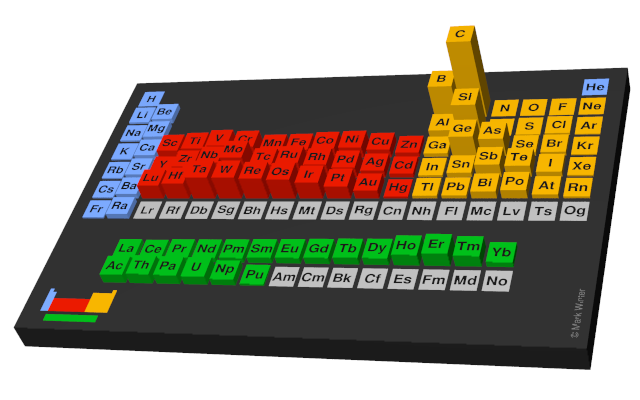 H He
Li Be B C N O F Ne
Na Mg Al Si P S Cl Ar
K Ca Sc Ti V Cr Mn Fe Co Ni Cu Zn Ga Ge As Se Br Kr
Rb Sr Y Zr Nb Mo Tc Ru Rh Pd Ag Cd In Sn Sb Te I Xe
Cs Ba Lu Hf Ta W Re Os Ir Pt Au Hg Tl Pb Bi Po At Rn
Fr Ra Lr Rf Db Sg Bh Hs Mt Ds Rg Cn Nh Fl Mc Lv Ts Og
La Ce Pr Nd Pm Sm Eu Gd Tb Dy Ho Er Tm Yb
Ac Th Pa U Np Pu Am Cm Bk Cf Es Fm Md No
© Mark Winter